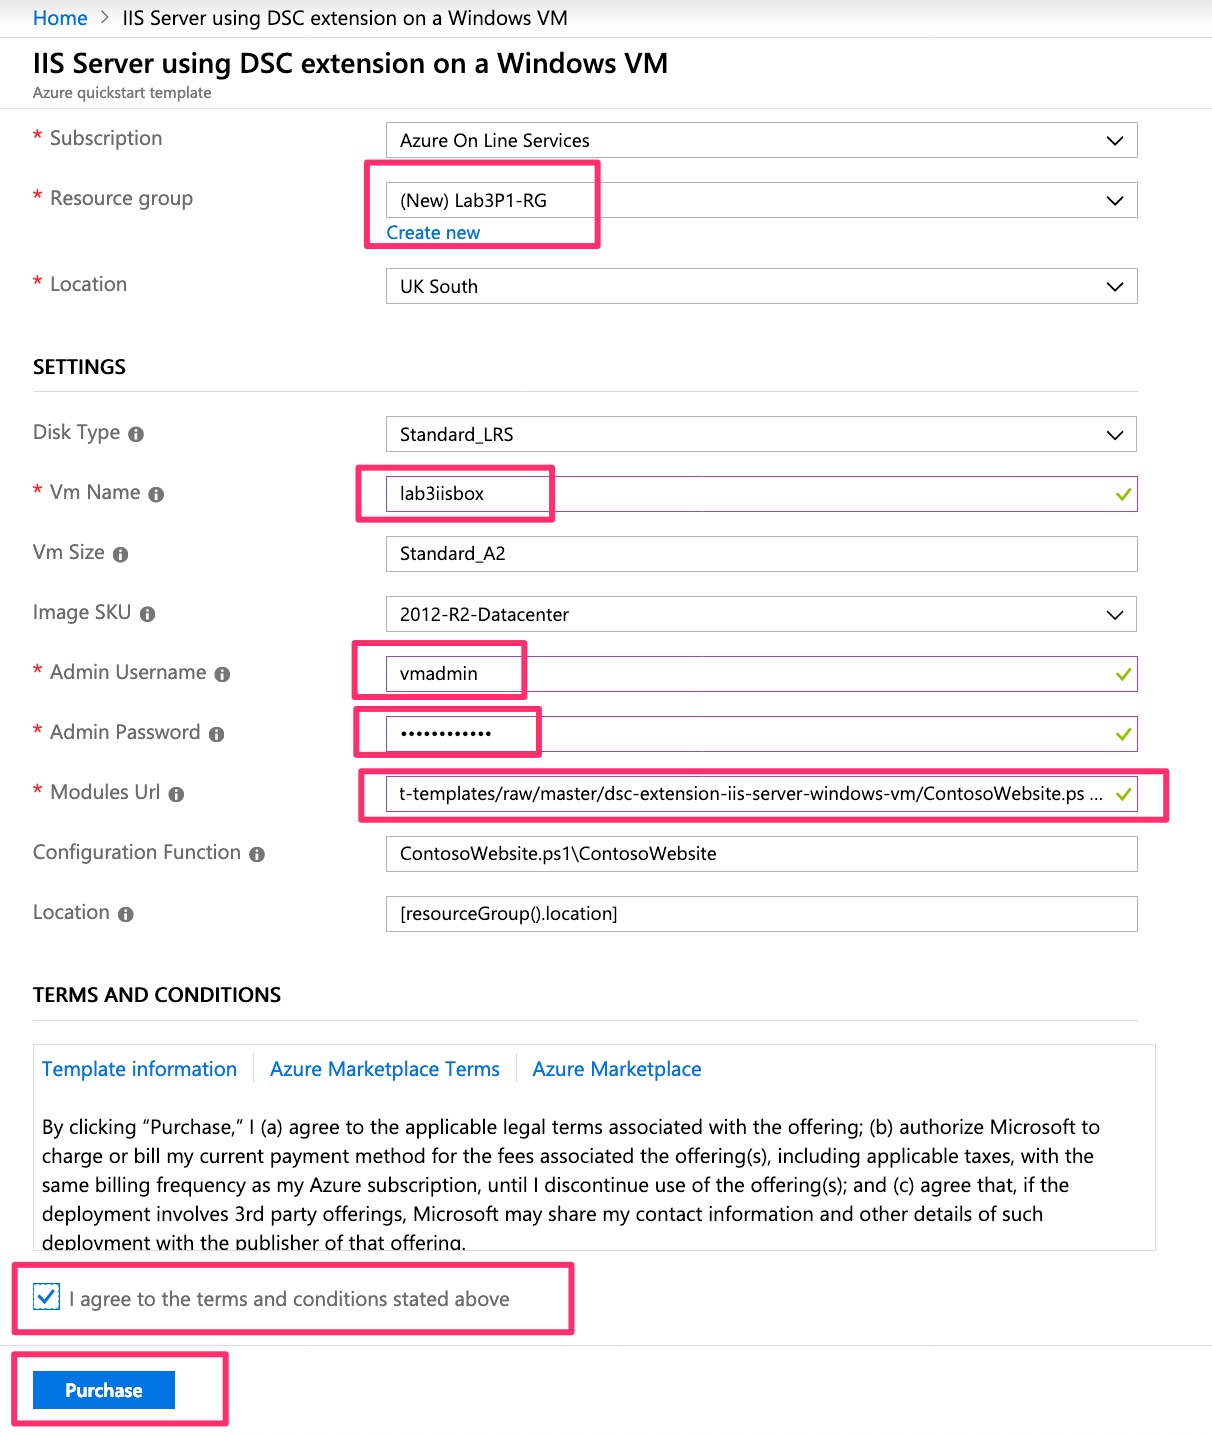 Home > IIS Server using DSC extension on a Windows VM
IIS Server using DSC extension on a Windows VM
Azure quickstart template
* Subscription Azure On Line Services
* Resource group (New) Lab3P1-RG
Create new
* Location UK South
SETTINGS
Disk Type Standard_LRS
* Vm Name lab3iisbox
Vm Size Standard_A2
Image SKU 2012-R2-Datacenter
* Admin Username vmadmin
* Admin Password ••••••••••••
* Modules Url t-templates/raw/master/dsc-extension-iis-server-windows-vm/ContosoWebsite.ps ...
Configuration Function ContosoWebsite.ps1\ContosoWebsite
Location [resourceGroup().location]
TERMS AND CONDITIONS
Template information Azure Marketplace Terms Azure Marketplace
By clicking “Purchase,” I (a) agree to the applicable legal terms associated with the offering; (b) authorize Microsoft to
charge or bill my current payment method for the fees associated the offering(s), including applicable taxes, with the
same billing frequency as my Azure subscription, until I discontinue use of the offering(s); and (c) agree that, if the
deployment involves 3rd party offerings, Microsoft may share my contact information and other details of such
deployment with the publisher of that offering.
I agree to the terms and conditions stated above
Purchase